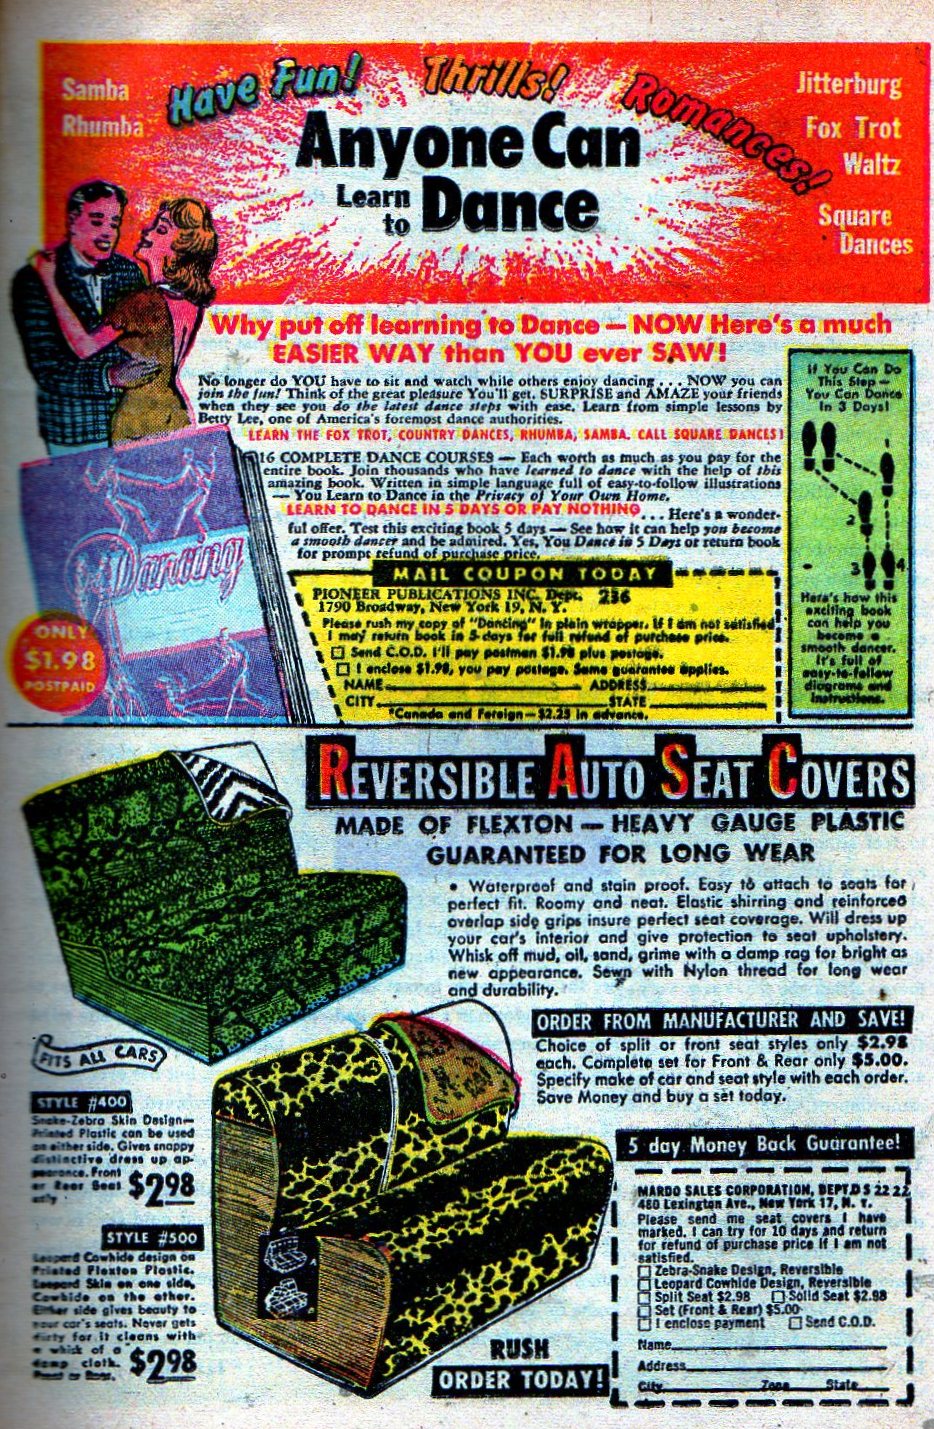 Samba
Rhumba
Have Fun!
Thrills!
Romances!
Jitterburg
Fox Trot
Waltz
Square
Dances
Anyone Can
Learn
to Dance
Why put off learning to Dance — NOW Here's a much
EASIER WAY than YOU ever SAW!
No longer do YOU have to sit and watch while others enjoy dancing . . . NOW you can
join the fun! Think of the great pleasure You'll get. SURPRISE and AMAZE your friends
when they see you do the latest dance steps with ease. Learn from simple lessons by
Betty Lee, one of America's foremost dance authorities.
LEARN THE FOX TROT, COUNTRY DANCES, RHUMBA, SAMBA. CALL SQUARE DANCES!
16 COMPLETE DANCE COURSES — Each worth as much as you pay for the
entire book. Join thousands who have learned to dance with the help of this
amazing book. Written in simple language full of easy-to-follow illustrations
— You Learn to Dance in the Privacy of Your Own Home.
LEARN TO DANCE IN 5 DAYS OR PAY NOTHING . . . Here's a wonder-
ful offer. Test this exciting book 5 days — See how it can help you become
a smooth dancer and be admired. Yes, You Dance in 5 Days or return book
for prompt refund of purchase price.
Dancing
ONLY
$1.98
POSTPAID
MAIL COUPON TODAY
PIONEER PUBLICATIONS INC. Dept. 236
1790 Broadway, New York 19, N. Y.
Please rush my copy of "Dancing" in plain wrapper. If I am not satisfied
I may return book in 5 days for full refund of purchase price.
Send C.O.D. I'll pay postman $1.98 plus postage.
I enclose $1.98, you pay postage. Same guarantee applies.
NAME ADDRESS
CITY STATE
*Canada and Foreign—$2.25 in advance.
If You Can Do
This Step —
You Can Dance
In 3 Days!
2
3 4
Here's how this
exciting book
can help you
become a
smooth dancer.
It's full of
easy-to-follow
diagrams and
instructions.
REVERSIBLE AUTO SEAT COVERS
MADE OF FLEXTON — HEAVY GAUGE PLASTIC
GUARANTEED FOR LONG WEAR
• Waterproof and stain proof. Easy to attach to seats for
perfect fit. Roomy and neat. Elastic shirring and reinforced
overlap side grips insure perfect seat coverage. Will dress up
your car's interior and give protection to seat upholstery.
Whisk off mud, oil, sand, grime with a damp rag for bright as
new appearance. Sewn with Nylon thread for long wear
and durability.
FITS ALL CARS
ORDER FROM MANUFACTURER AND SAVE!
Choice of split or front seat styles only $2.98
each. Complete set for Front & Rear only $5.00.
Specify make of car and seat style with each order.
Save Money and buy a set today.
STYLE #400
Snake-Zebra Skin Design—
Printed Plastic can be used
on either side. Gives snappy
distinctive dress up ap-
pearance. Front
or Rear Seat
only $2.98
STYLE #500
Leopard Cowhide design on
Printed Flexton Plastic.
Leopard Skin on one side,
Cowhide on the other.
Either side gives beauty to
your car's seats. Never gets
dirty for it cleans with
a whisk of a
damp cloth.
Front or Rear. $2.98
RUSH
ORDER TODAY!
5 day Money Back Guarantee!
MARDO SALES CORPORATION, DEPT.D S 22 22
480 Lexington Ave., New York 17, N. Y.
Please send me seat covers I have
marked. I can try for 10 days and return
for refund of purchase price if I am not
satisfied.
Zebra-Snake Design, Reversible
Leopard Cowhide Design, Reversible
Split Seat $2.98 Solid Seat $2.98
Set (Front & Rear) $5.00
I enclose payment Send C.O.D.
Name
Address
City Zone State